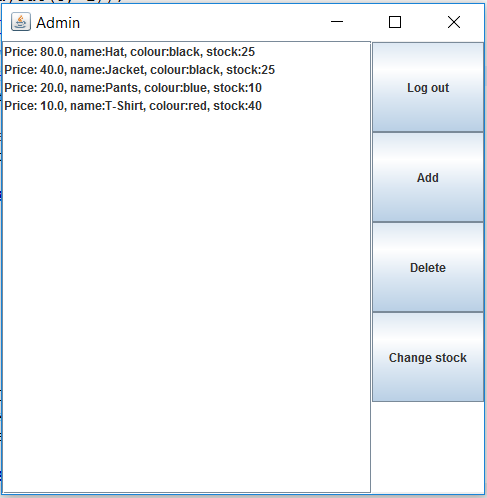 Admin
Price: 80.0, name:Hat, colour:black, stock:25
Price: 40.0, name:Jacket, colour:black, stock:25
Price: 20.0, name:Pants, colour:blue, stock:10
Price: 10.0, name:T-Shirt, colour:red, stock:40
Log out
Add
Delete
Change stock